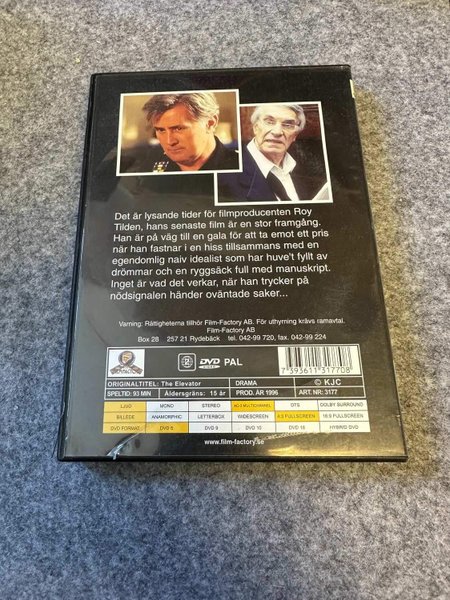 Det är lysande tider för filmproducenten Roy
Tilden, hans senaste film är en stor framgång.
Han är på väg till en gala för att ta emot ett pris
när han fastnar i en hiss tillsammans med en
egendomlig naiv idealist som har huve't fyllt av
drömmar och en ryggsäck full med manuskript.
Inget är vad det verkar, när han trycker på
nödsignalen händer oväntade saker...
Varning: Rättigheterna tillhör Film-Factory AB. För uthyrning krävs ramavtal.
Film-Factory AB
Box 28 257 21 Rydebäck tel. 042-99 720, fax. 042-99 224
2 DVD PAL
7 393611 317708
ORIGINALTITEL: The Elevator DRAMA © KJC
SPELTID: 93 MIN Åldersgräns: 15 år PROD. ÅR 1996 ART. NR: 3177
LJUD MONO STEREO DTS DOLBY SURROUND
BILLEDE ANAMORPHIC LETTERBOX WIDESCREEN 4:3 FULLSCREEN 16:9 FULLSCREEN
DVD FORMAT DVD 5 DVD 9 DVD 10 DVD 18 HYBRID DVD
www.film-factory.se